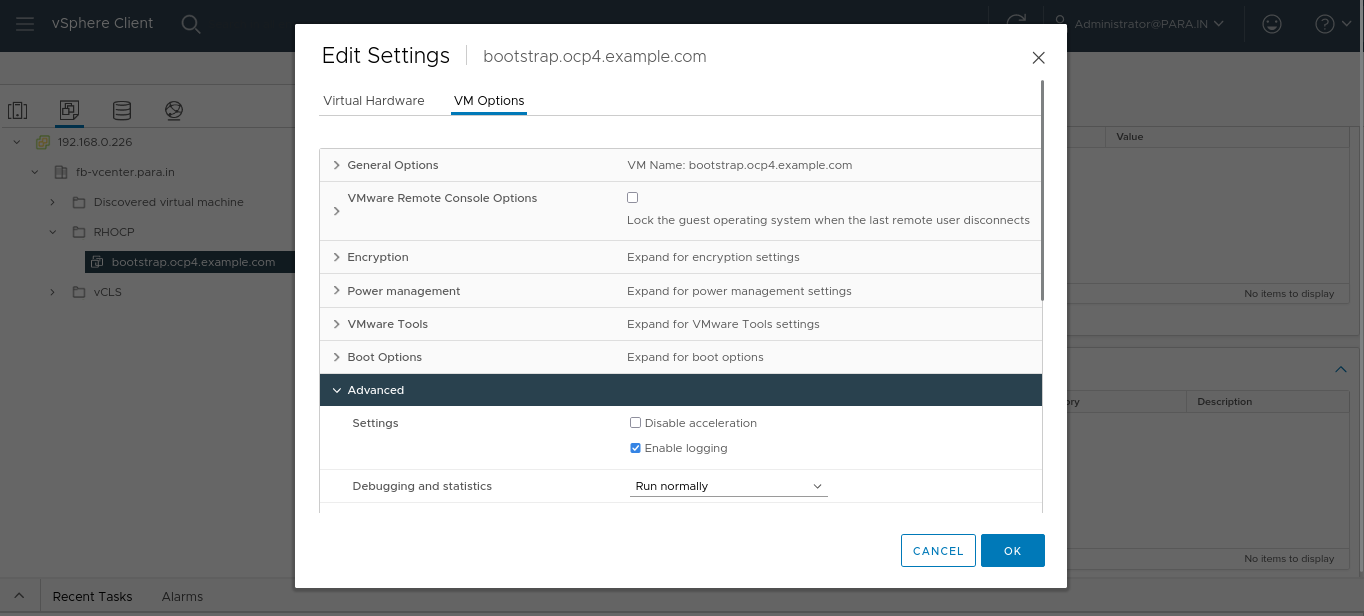 vSphere Client
Administrator@PARA.IN
Edit Settings
bootstrap.ocp4.example.com
Virtual Hardware
VM Options
192.168.0.226
fb-vcenter.para.in
Discovered virtual machine
RHOCP
bootstrap.ocp4.example.com
vCLS
General Options
VM Name: bootstrap.ocp4.example.com
VMware Remote Console Options
Lock the guest operating system when the last remote user disconnects
Encryption
Expand for encryption settings
Power management
Expand for power management settings
VMware Tools
Expand for VMware Tools settings
Boot Options
Expand for boot options
Advanced
Settings
Disable acceleration
Enable logging
Debugging and statistics
Run normally
CANCEL
OK
Value
No items to display
ory
Description
No items to display
Recent Tasks
Alarms